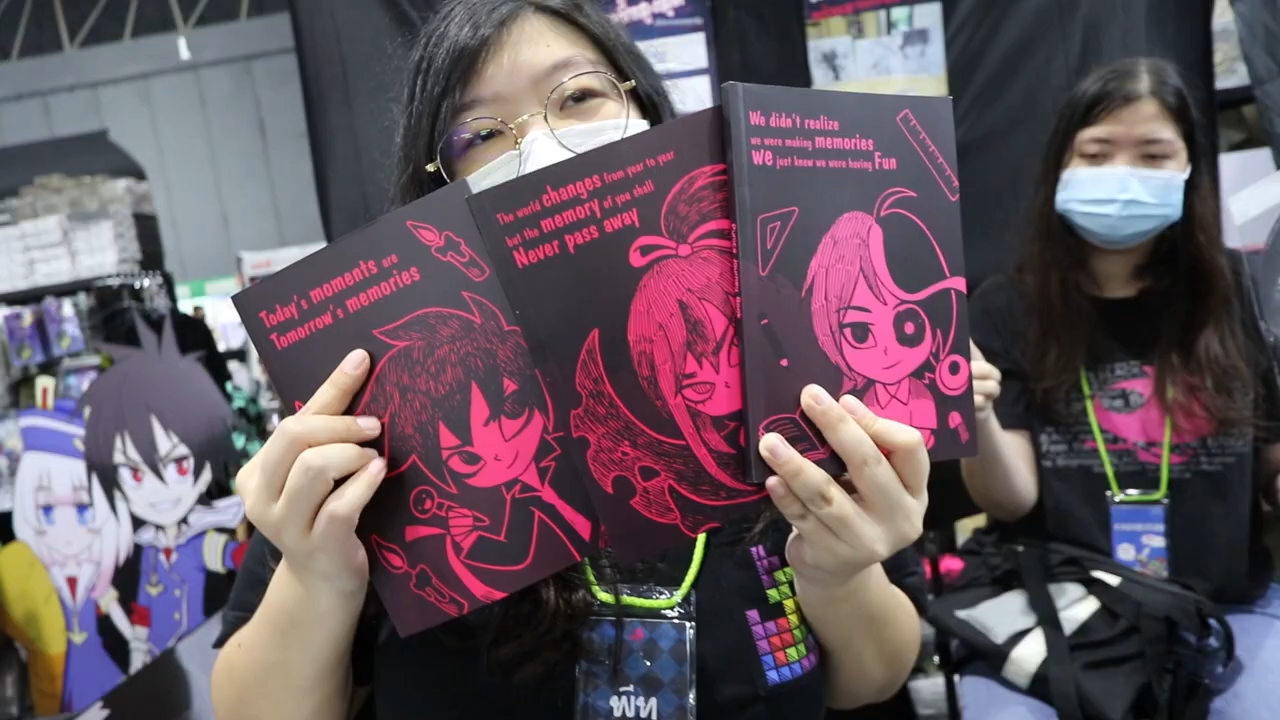 Today's moments are
Tomorrow's memories
The world changes from year to year
but the memory of you shall
Never pass away
We didn't realize
we were making memories
We just knew we were having Fun
พีท